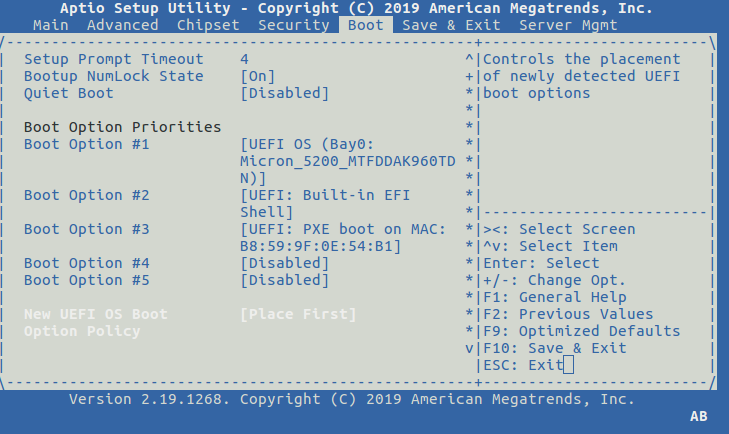 Aptio Setup Utility - Copyright (C) 2019 American Megatrends, Inc.
Main Advanced Chipset Security Boot Save & Exit Server Mgmt
/----------------------------------------------------+-------------------------\
| Setup Prompt Timeout 4 ^|Controls the placement |
| Bootup NumLock State [On] +|of newly detected UEFI |
| Quiet Boot [Disabled] *|boot options |
| *| |
| Boot Option Priorities *| |
| Boot Option #1 [UEFI OS (Bay0: *| |
| Micron_5200_MTFDDAK960TD *| |
| N)] *| |
| Boot Option #2 [UEFI: Built-in EFI *| |
| Shell] *|-------------------------|
| Boot Option #3 [UEFI: PXE boot on MAC: *|><: Select Screen |
| B8:59:9F:0E:54:B1] *|^v: Select Item |
| Boot Option #4 [Disabled] *|Enter: Select |
| Boot Option #5 [Disabled] *|+/-: Change Opt. |
| *|F1: General Help |
| New UEFI OS Boot [Place First] *|F2: Previous Values |
| Option Policy *|F9: Optimized Defaults |
| v|F10: Save & Exit |
| |ESC: Exit |
\----------------------------------------------------+-------------------------/
Version 2.19.1268. Copyright (C) 2019 American Megatrends, Inc.
AB